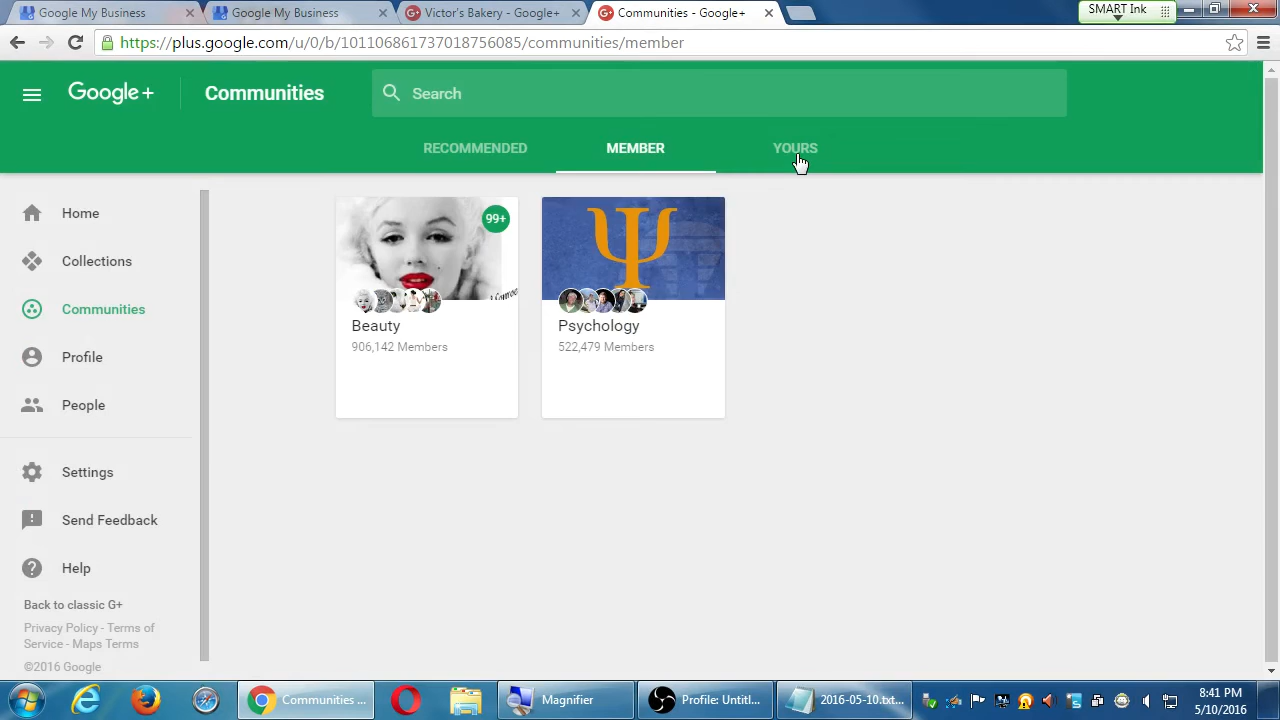 Google My Business
Google My Business
Victor's Bakery - Google+
Communities - Google+
SMART Ink
https://plus.google.com/u/0/b/101106861737018756085/communities/member
Google+
Communities
Search
RECOMMENDED
MEMBER
YOURS
Home
Collections
Communities
Profile
People
Settings
Send Feedback
Help
Back to classic G+
Privacy Policy - Terms of
Service - Maps Terms
©2016 Google
99+
Beauty
906,142 Members
Ψ
Psychology
522,479 Members
Communities ...
Magnifier
Profile: Untitl...
2016-05-10.txt...
8:41 PM
5/10/2016